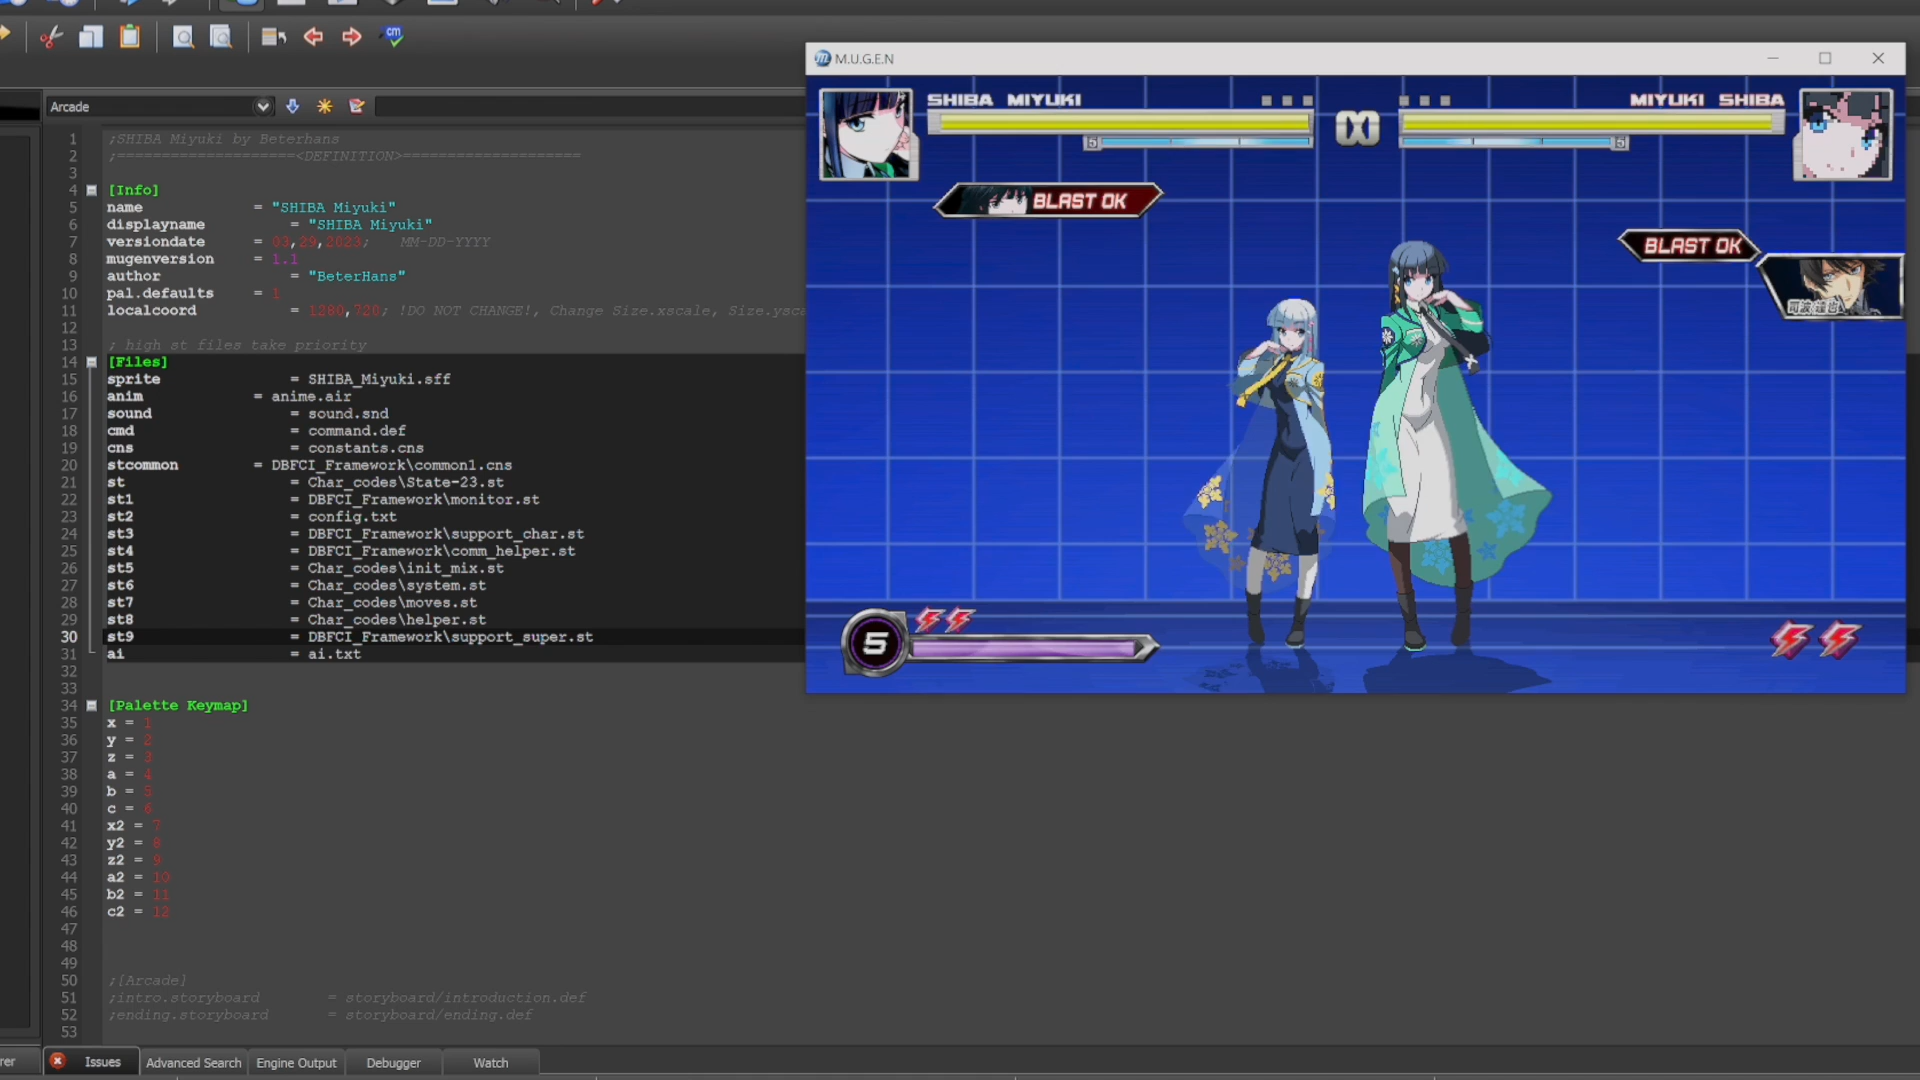 Arcade
1 ;SHIBA Miyuki by Beterhans
2 ;====================<DEFINITION>====================
3
4 [Info]
5 name = "SHIBA Miyuki"
6 displayname = "SHIBA Miyuki"
7 versiondate = 03,29,2023; MM-DD-YYYY
8 mugenversion = 1.1
9 author = "BeterHans"
10 pal.defaults = 1
11 localcoord = 1280,720; !DO NOT CHANGE!, Change Size.xscale, Size.ysca
12
13 ; high st files take priority
14 [Files]
15 sprite = SHIBA_Miyuki.sff
16 anim = anime.air
17 sound = sound.snd
18 cmd = command.def
19 cns = constants.cns
20 stcommon = DBFCI_Framework\common1.cns
21 st = Char_codes\State-23.st
22 st1 = DBFCI_Framework\monitor.st
23 st2 = config.txt
24 st3 = DBFCI_Framework\support_char.st
25 st4 = DBFCI_Framework\comm_helper.st
26 st5 = Char_codes\init_mix.st
27 st6 = Char_codes\system.st
28 st7 = Char_codes\moves.st
29 st8 = Char_codes\helper.st
30 st9 = DBFCI_Framework\support_super.st
31 ai = ai.txt
32
33
34 [Palette Keymap]
35 x = 1
36 y = 2
37 z = 3
38 a = 4
39 b = 5
40 c = 6
41 x2 = 7
42 y2 = 8
43 z2 = 9
44 a2 = 10
45 b2 = 11
46 c2 = 12
47
48
49
50 ;[Arcade]
51 ;intro.storyboard = storyboard/introduction.def
52 ;ending.storyboard = storyboard/ending.def
53
rer Issues Advanced Search Engine Output Debugger Watch
cm
M.U.G.E.N
SHIBA MIYUKI
MIYUKI SHIBA
5
5
BLAST OK
BLAST OK
司波 達也
5